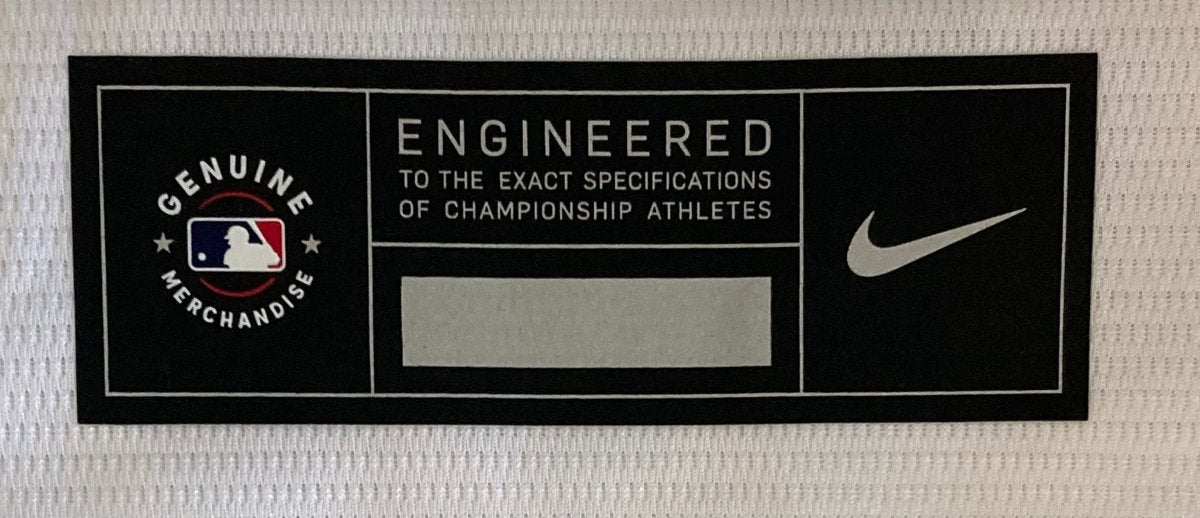 GENUINE
MERCHANDISE
ENGINEERED
TO THE EXACT SPECIFICATIONS
OF CHAMPIONSHIP ATHLETES